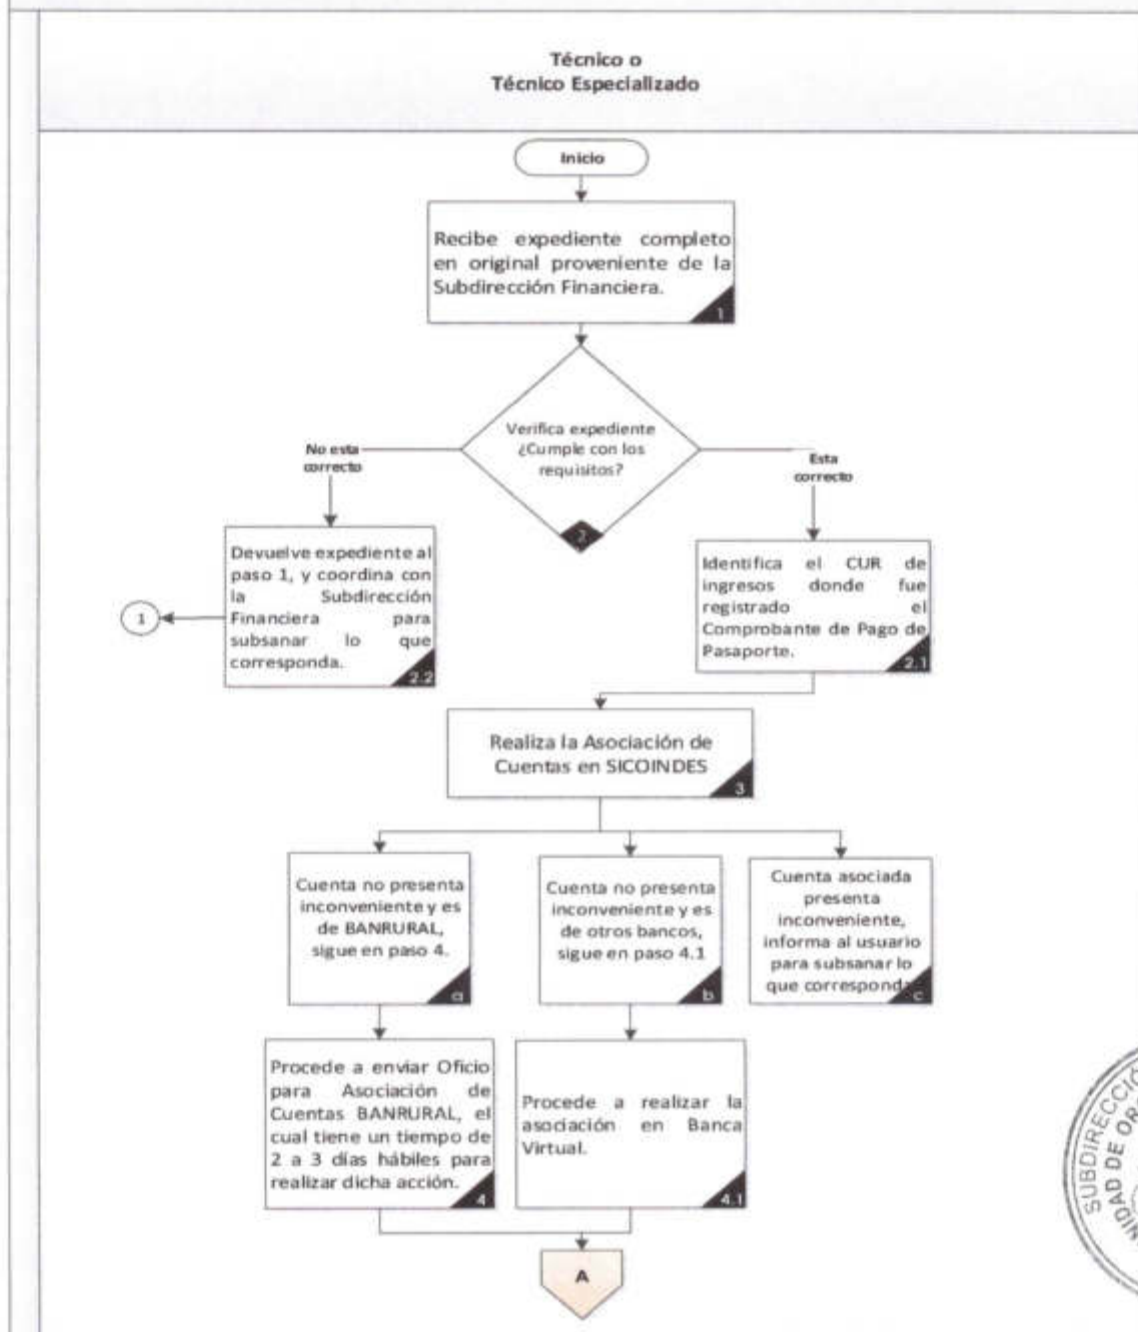 Técnico o
Técnico Especializado
Inicio
Recibe expediente completo
en original proveniente de la
Subdirección Financiera.
1
Verifica expediente
¿Cumple con los
requisitos?
2
No esta
correcto
Esta
correcto
Devuelve expediente al
paso 1, y coordina con
la Subdirección
Financiera para
subsanar lo que
corresponda.
2.2
1
Identifica el CUR de
ingresos donde fue
registrado el
Comprobante de Pago de
Pasaporte.
2.1
Realiza la Asociación de
Cuentas en SICOINDES
3
Cuenta no presenta
inconveniente y es
de BANRURAL,
sigue en paso 4.
a
Cuenta no presenta
inconveniente y es
de otros bancos,
sigue en paso 4.1
b
Cuenta asociada
presenta
inconveniente,
informa al usuario
para subsanar lo
que corresponda
c
Procede a enviar Oficio
para Asociación de
Cuentas BANRURAL, el
cual tiene un tiempo de
2 a 3 días hábiles para
realizar dicha acción.
4
Procede a realizar la
asociación en Banca
Virtual.
4.1
A
SUBDIRECCIÓ
DE OR